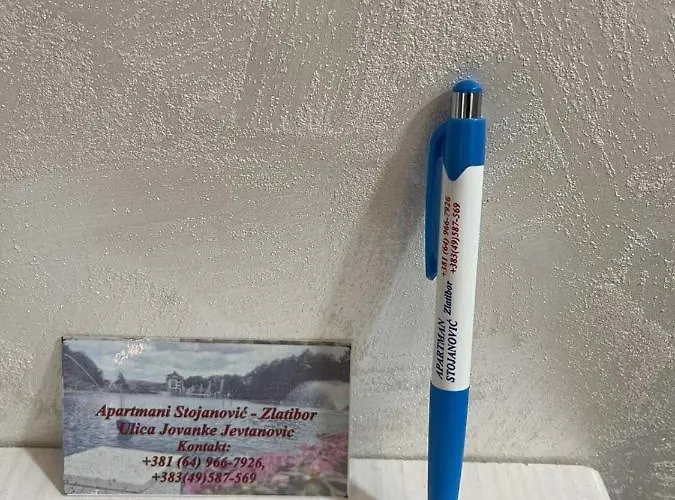 Apartmani Stojanović - Zlatibor
Ulica Jovanke Jevtanovic
Kontakt:
+381 (64) 966-7926,
+383(49)587-569
APARTMAN Zlatibor +381 (64) 966-7926
STOJANOVIĆ +383(49)587-569